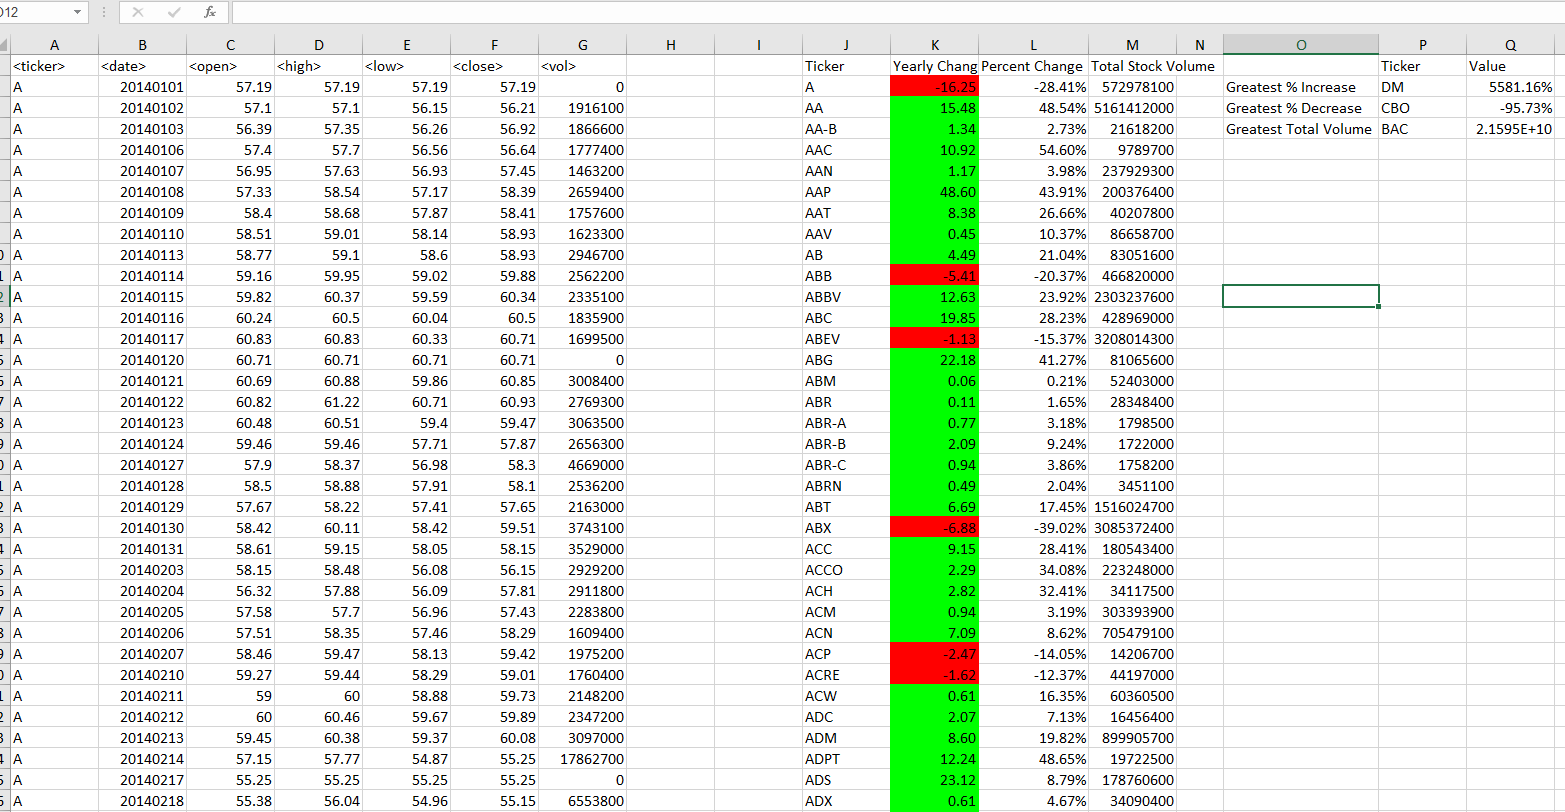 012
fx
A B C D E F G H I J K L M N O P Q
<ticker> <date> <open> <high> <low> <close> <vol> Ticker Yearly Chang Percent Change Total Stock Volume Ticker Value
A 20140101 57.19 57.19 57.19 57.19 0 A -16.25 -28.41% 572978100 Greatest % Increase DM 5581.16%
A 20140102 57.1 57.1 56.15 56.21 1916100 AA 15.48 48.54% 5161412000 Greatest % Decrease CBO -95.73%
A 20140103 56.39 57.35 56.26 56.92 1866600 AA-B 1.34 2.73% 21618200 Greatest Total Volume BAC 2.1595E+10
A 20140106 57.4 57.7 56.56 56.64 1777400 AAC 10.92 54.60% 9789700
A 20140107 56.95 57.63 56.93 57.45 1463200 AAN 1.17 3.98% 237929300
A 20140108 57.33 58.54 57.17 58.39 2659400 AAP 48.60 43.91% 200376400
A 20140109 58.4 58.68 57.87 58.41 1757600 AAT 8.38 26.66% 40207800
A 20140110 58.51 59.01 58.14 58.93 1623300 AAV 0.45 10.37% 86658700
A 20140113 58.77 59.1 58.6 58.93 2946700 AB 4.49 21.04% 83051600
A 20140114 59.16 59.95 59.02 59.88 2562200 ABB -5.41 -20.37% 466820000
A 20140115 59.82 60.37 59.59 60.34 2335100 ABBV 12.63 23.92% 2303237600
A 20140116 60.24 60.5 60.04 60.5 1835900 ABC 19.85 28.23% 428969000
A 20140117 60.83 60.83 60.33 60.71 1699500 ABEV -1.13 -15.37% 3208014300
A 20140120 60.71 60.71 60.71 60.71 0 ABG 22.18 41.27% 81065600
A 20140121 60.69 60.88 59.86 60.85 3008400 ABM 0.06 0.21% 52403000
A 20140122 60.82 61.22 60.71 60.93 2769300 ABR 0.11 1.65% 28348400
A 20140123 60.48 60.51 59.4 59.47 3063500 ABR-A 0.77 3.18% 1798500
A 20140124 59.46 59.46 57.71 57.87 2656300 ABR-B 2.09 9.24% 1722000
A 20140127 57.9 58.37 56.98 58.3 4669000 ABR-C 0.94 3.86% 1758200
A 20140128 58.5 58.88 57.91 58.1 2536200 ABRN 0.49 2.04% 3451100
A 20140129 57.67 58.22 57.41 57.65 2163000 ABT 6.69 17.45% 1516024700
A 20140130 58.42 60.11 58.42 59.51 3743100 ABX -6.88 -39.02% 3085372400
A 20140131 58.61 59.15 58.05 58.15 3529000 ACC 9.15 28.41% 180543400
A 20140203 58.15 58.48 56.08 56.15 2929200 ACCO 2.29 34.08% 223248000
A 20140204 56.32 57.88 56.09 57.81 2911800 ACH 2.82 32.41% 34117500
A 20140205 57.58 57.7 56.96 57.43 2283800 ACM 0.94 3.19% 303393900
A 20140206 57.51 58.35 57.46 58.29 1609400 ACN 7.09 8.62% 705479100
A 20140207 58.46 59.47 58.13 59.42 1975200 ACP -2.47 -14.05% 14206700
A 20140210 59.27 59.44 58.29 59.01 1760400 ACRE -1.62 -12.37% 44197000
A 20140211 59 60 58.88 59.73 2148200 ACW 0.61 16.35% 60360500
A 20140212 60 60.46 59.67 59.89 2347200 ADC 2.07 7.13% 16456400
A 20140213 59.45 60.38 59.37 60.08 3097000 ADM 8.60 19.82% 899905700
A 20140214 57.15 57.77 54.87 55.25 17862700 ADPT 12.24 48.65% 19722500
A 20140217 55.25 55.25 55.25 55.25 0 ADS 23.12 8.79% 178760600
A 20140218 55.38 56.04 54.96 55.15 6553800 ADX 0.61 4.67% 34090400